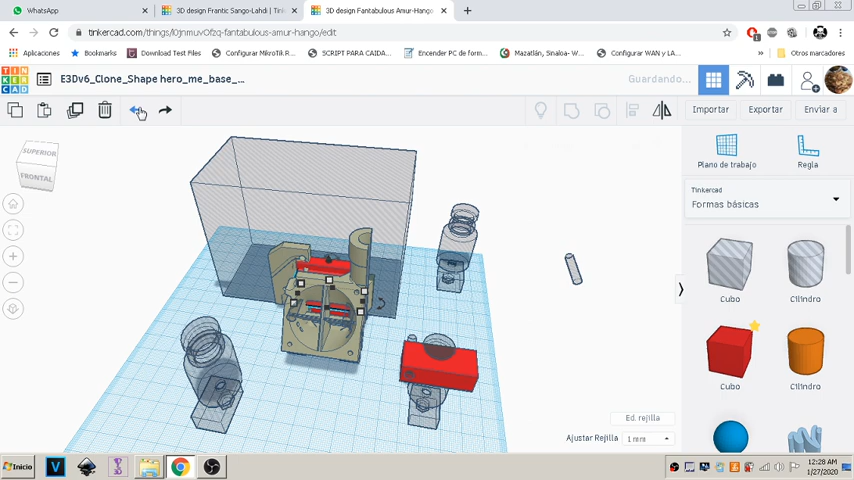 WhatsApp
3D design Frantic Sango-Lahdi | Tin
3D design Fantabulous Amur-Hango
tinkercad.com/things/l0jnmuvOfzq-fantabulous-amur-hango/edit
Aplicaciones
Bookmarks
Download Test Files
Configurar MikroTik R...
SCRIPT PARA CAIDA...
Encender PC de form...
Mazatlán, Sinaloa- W...
Configurar WAN y LA...
»
Otros marcadores
TIN
KER
CAD
E3Dv6_Clone_Shape hero_me_base_...
Guardando...
Importar
Exportar
Enviar a
SUPERIOR
FRONTAL
Plano de trabajo
Regla
Tinkercad
Formas básicas
Cubo
Cilindro
Cubo
Cilindro
Ed. rejilla
Ajustar Rejilla
1 mm
Inicio
V
12:28 AM
1/27/2020